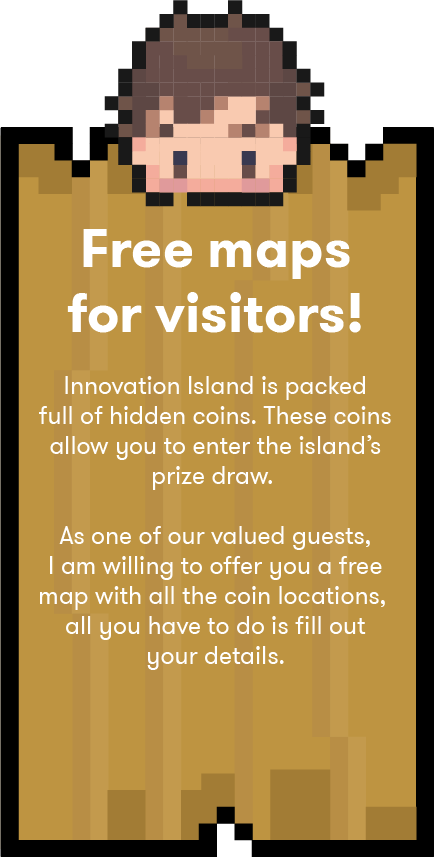 Free maps
for visitors!
Innovation Island is packed
full of hidden coins. These coins
allow you to enter the island’s
prize draw.
As one of our valued guests,
I am willing to offer you a free
map with all the coin locations,
all you have to do is fill out
your details.